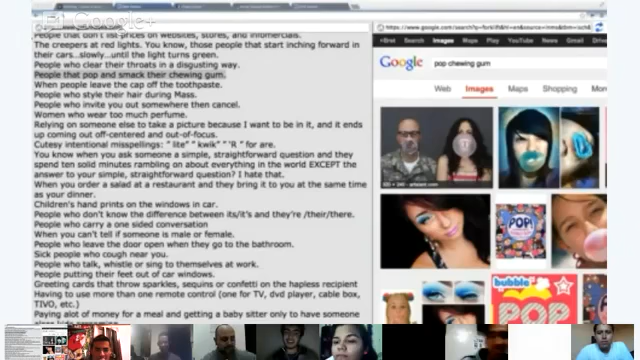 Google+
People that don't list prices on websites, stores, and infomercials.
The creepers at red lights. You know, those people that start inching forward in
their cars...slowly...until the light turns green.
People who clear their throats in a disgusting way.
People that pop and smack their chewing gum.
When people leave the cap off the toothpaste.
People who style their hair during Mass.
People who invite you out somewhere then cancel.
Women who wear too much perfume.
Relying on someone else to take a picture because I want to be in it, and it ends
up coming out off-centered and out-of-focus.
Cutesy intentional misspellings: " lite" " kwik" " 'R " for are.
You know when you ask someone a simple, straightforward question and they
spend ten solid minutes rambling on about everything in the world EXCEPT the
answer to your simple, straightforward question? I hate that.
When you order a salad at a restaurant and they bring it to you at the same time
as your dinner.
Children's hand prints on the windows in car.
People who don't know the difference between its/it's and they're /their/there.
People who carry a one sided conversation
When you can't tell if someone is male or female.
People who leave the door open when they go to the bathroom.
Sick people who cough near you.
People who talk, whistle or sing to themselves at work.
People putting their feet out of car windows.
Greeting cards that throw sparkles, sequins or confetti on the hapless recipient
Having to use more than one remote control (one for TV, dvd player, cable box,
TIVO, etc.)
Paying alot of money for a meal and getting a baby sitter only to have someone
Search Images Maps Play YouTube News Gmail
Google pop chewing gum
Web Images Maps Shopping
POP!
bubble
POP